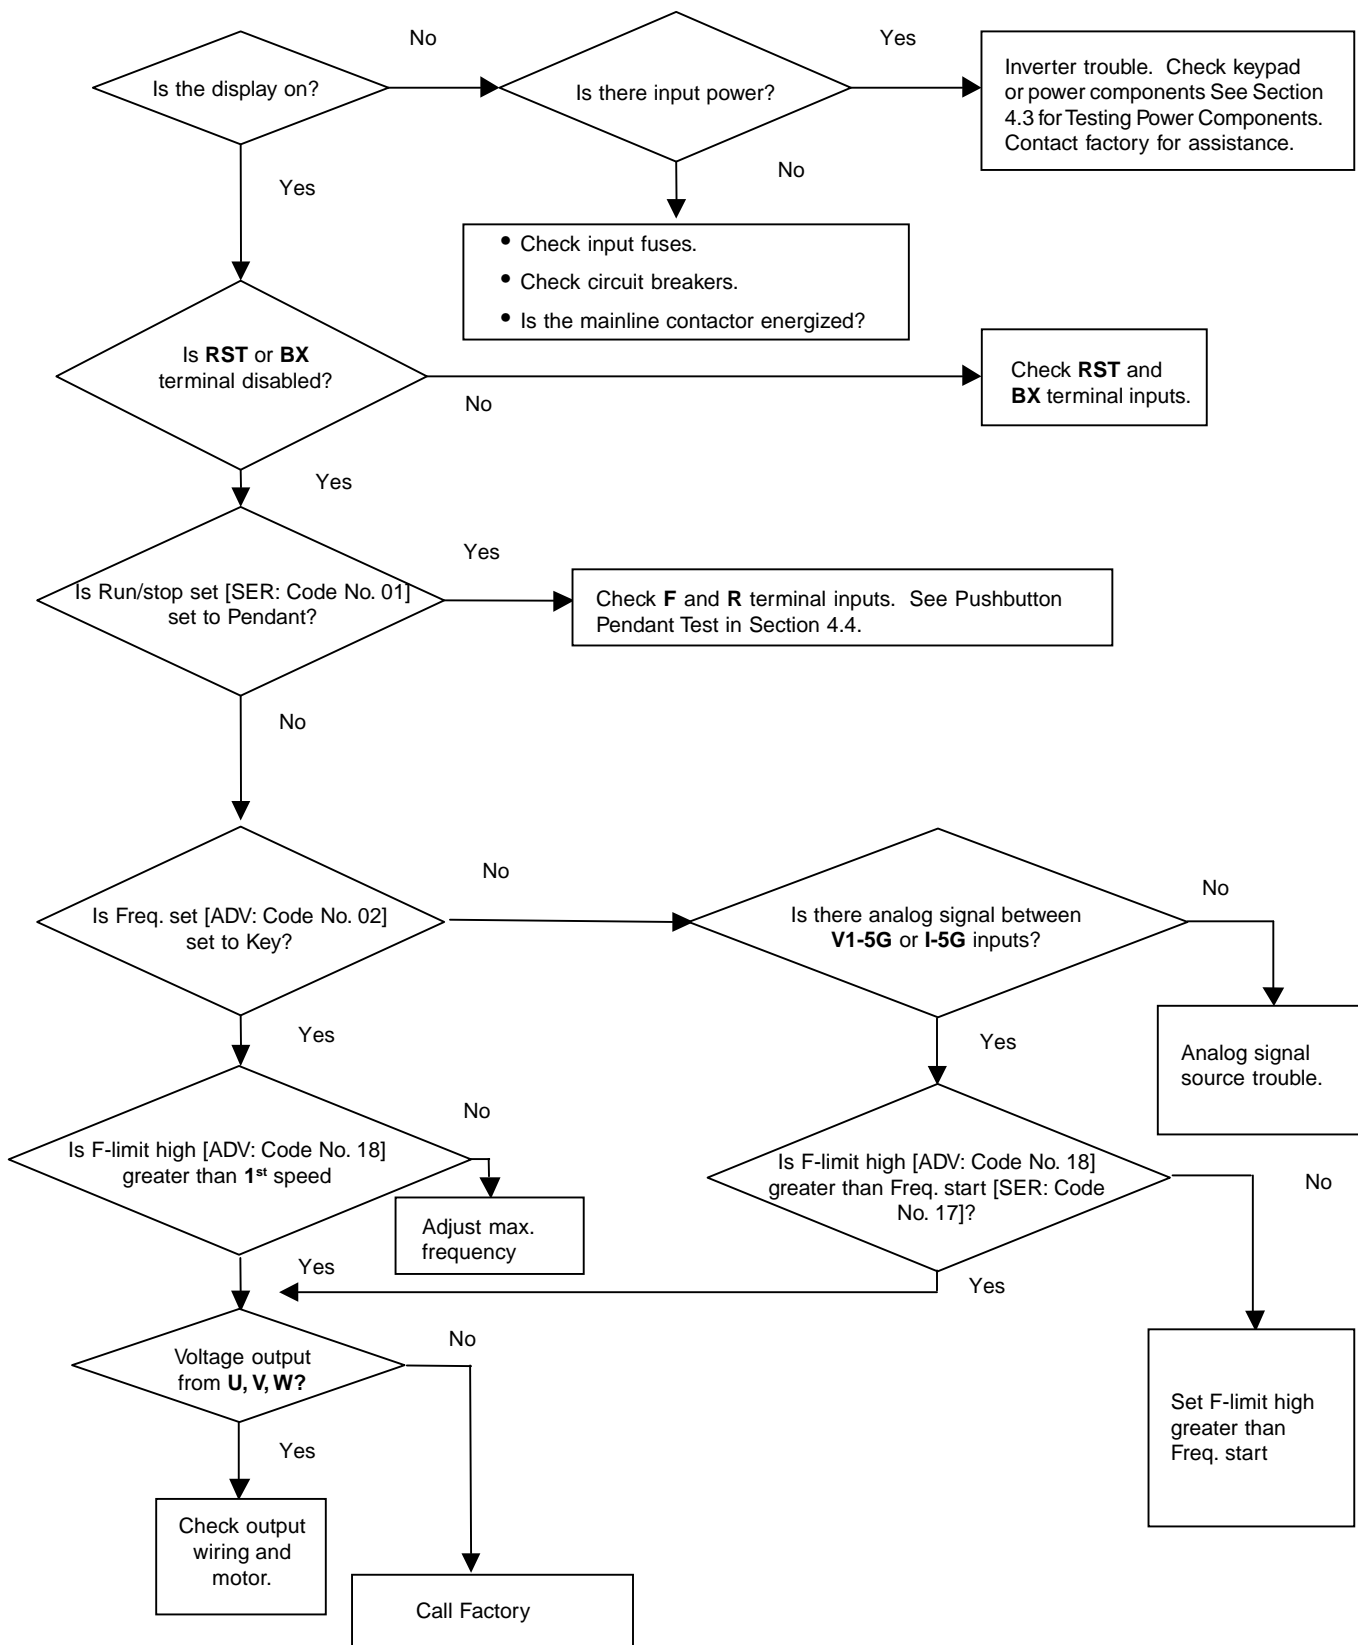 No
Yes
Is the display on?
Is there input power?
Inverter trouble. Check keypad
or power components See Section
4.3 for Testing Power Components.
Contact factory for assistance.
Yes
No
• Check input fuses.
• Check circuit breakers.
• Is the mainline contactor energized?
Is RST or BX
terminal disabled?
No
Check RST and
BX terminal inputs.
Yes
Is Run/stop set [SER: Code No. 01]
set to Pendant?
Yes
Check F and R terminal inputs. See Pushbutton
Pendant Test in Section 4.4.
No
Is Freq. set [ADV: Code No. 02]
set to Key?
No
Is there analog signal between
V1-5G or I-5G inputs?
No
Analog signal
source trouble.
Yes
Yes
Is F-limit high [ADV: Code No. 18]
greater than 1st speed
No
Adjust max.
frequency
Is F-limit high [ADV: Code No. 18]
greater than Freq. start [SER: Code
No. 17]?
No
Yes
Yes
Voltage output
from U, V, W?
No
Set F-limit high
greater than
Freq. start
Yes
Check output
wiring and
motor.
Call Factory